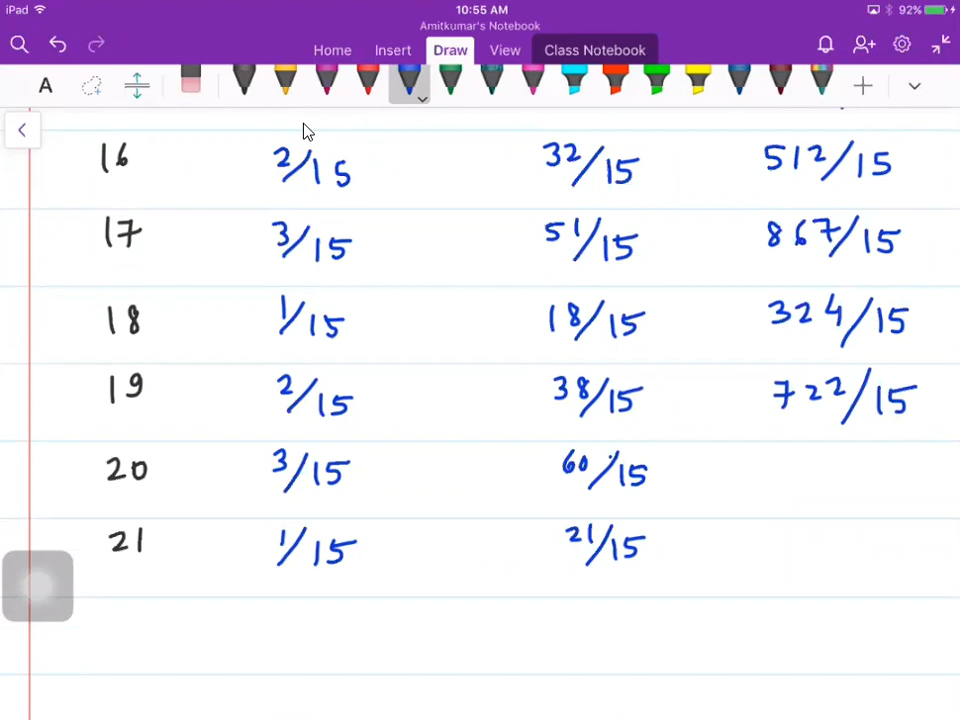 iPad 10:55 AM 92%
Amitkumar's Notebook
Home Insert Draw View Class Notebook
A
16 2/15 32/15 512/15
17 3/15 51/15 867/15
18 1/15 18/15 324/15
19 2/15 38/15 722/15
20 3/15 60/15
21 1/15 21/15